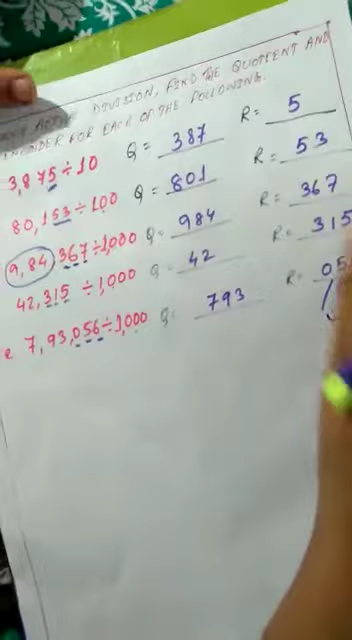 DIVISION, FIND THE QUOTIENT AND
FOR EACH OF THE FOLLOWING.
3,875÷10 Q= 387 R= 5
80,153÷100 Q= 801 R= 53
9,84,367÷1,000 Q= 984 R= 367
42,315 ÷1,000 Q= 42 R= 315
e 7,93,056÷1,000 Q= 793 R= 05